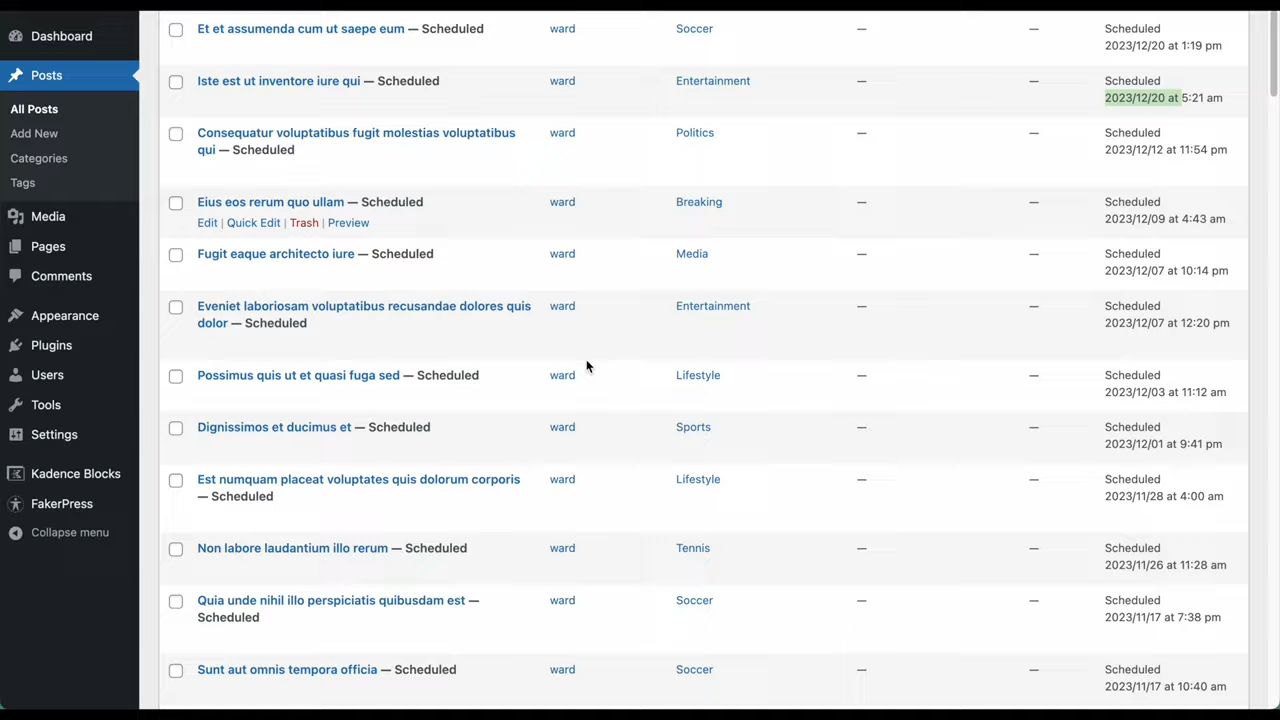 Dashboard
Posts
All Posts
Add New
Categories
Tags
Media
Pages
Comments
Appearance
Plugins
Users
Tools
Settings
Kadence Blocks
FakerPress
Collapse menu
Et et assumenda cum ut saepe eum — Scheduled ward Soccer — — Scheduled
2023/12/20 at 1:19 pm
Iste est ut inventore iure qui — Scheduled ward Entertainment — — Scheduled
2023/12/20 at 5:21 am
Consequatur voluptatibus fugit molestias voluptatibus ward Politics — — Scheduled
qui — Scheduled 2023/12/12 at 11:54 pm
Eius eos rerum quo ullam — Scheduled ward Breaking — — Scheduled
Edit | Quick Edit | Trash | Preview 2023/12/09 at 4:43 am
Fugit eaque architecto iure — Scheduled ward Media — — Scheduled
2023/12/07 at 10:14 pm
Eveniet laboriosam voluptatibus recusandae dolores quis ward Entertainment — — Scheduled
dolor — Scheduled 2023/12/07 at 12:20 pm
Possimus quis ut et quasi fuga sed — Scheduled ward Lifestyle — — Scheduled
2023/12/03 at 11:12 am
Dignissimos et ducimus et — Scheduled ward Sports — — Scheduled
2023/12/01 at 9:41 pm
Est numquam placeat voluptates quis dolorum corporis ward Lifestyle — — Scheduled
— Scheduled 2023/11/28 at 4:00 am
Non labore laudantium illo rerum — Scheduled ward Tennis — — Scheduled
2023/11/26 at 11:28 am
Quia unde nihil illo perspiciatis quibusdam est — ward Soccer — — Scheduled
Scheduled 2023/11/17 at 7:38 pm
Sunt aut omnis tempora officia — Scheduled ward Soccer — — Scheduled
2023/11/17 at 10:40 am